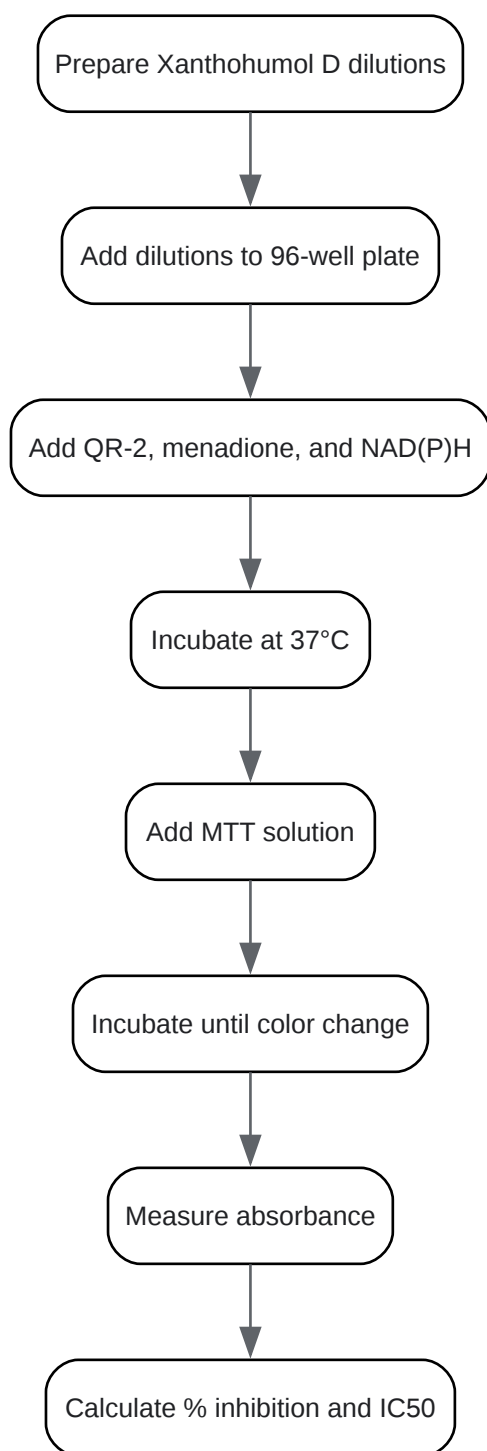 Prepare Xanthohumol D dilutions
Add dilutions to 96-well plate
Add QR-2, menadione, and NAD(P)H
Incubate at 37°C
Add MTT solution
Incubate until color change
Measure absorbance
Calculate % inhibition and IC50